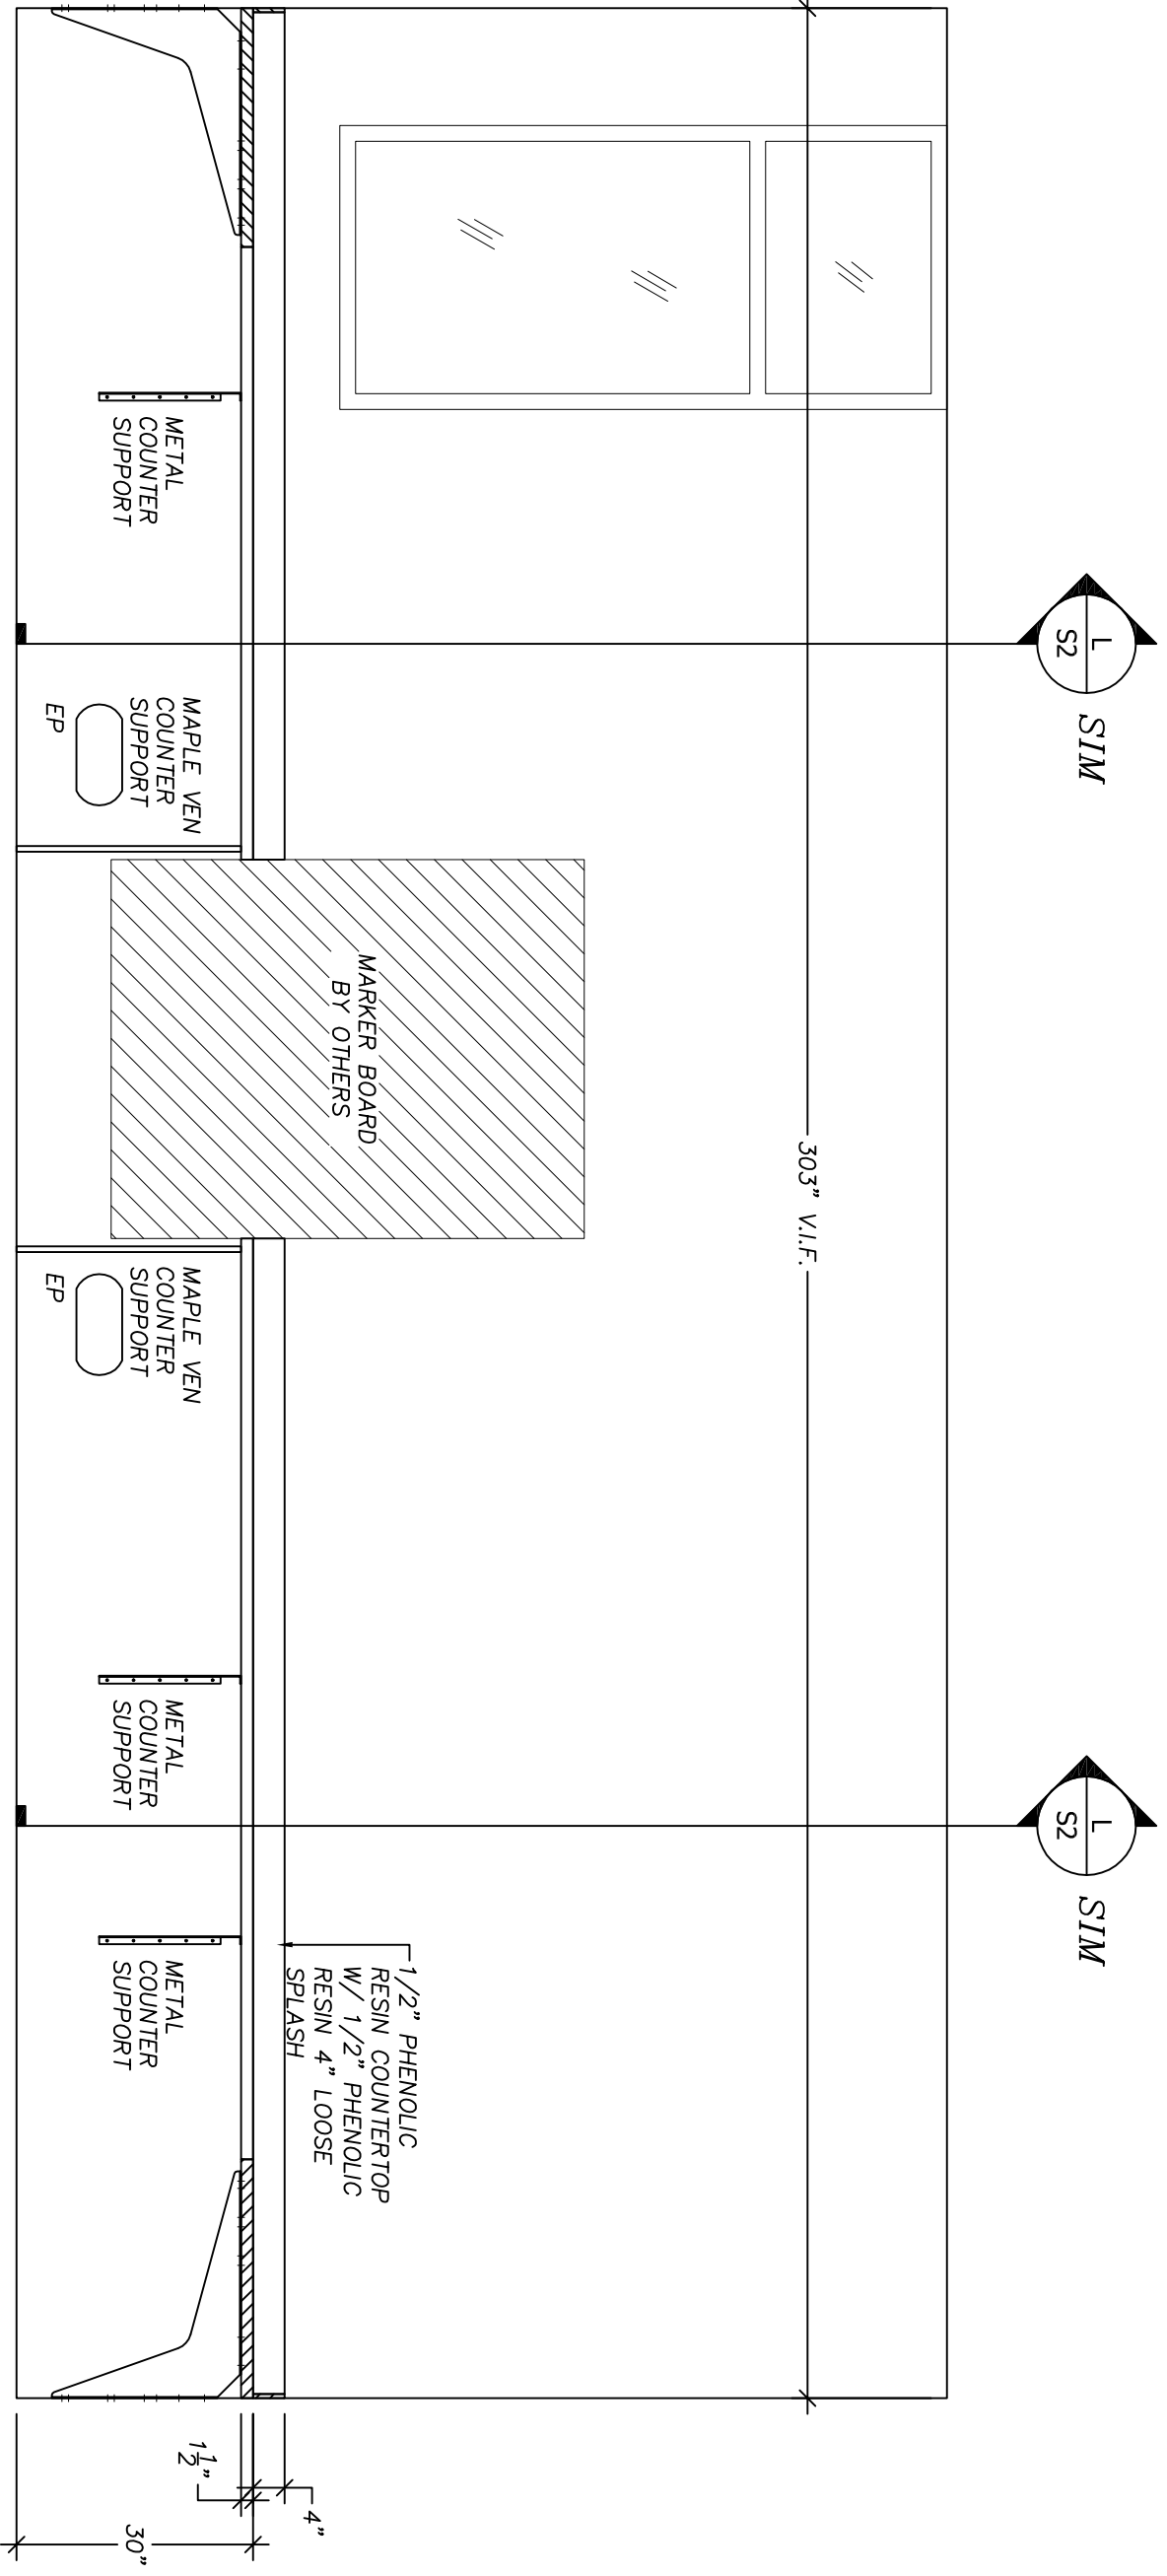 L
S2
SIM
L
S2
SIM
303" V.I.F.
MARKER BOARD
BY OTHERS
1/2" PHENOLIC
RESIN COUNTERTOP
W/ 1/2" PHENOLIC
RESIN 4" LOOSE
SPLASH
METAL
COUNTER
SUPPORT
MAPLE VEN
COUNTER
SUPPORT
EP
MAPLE VEN
COUNTER
SUPPORT
EP
METAL
COUNTER
SUPPORT
METAL
COUNTER
SUPPORT
4"
1 1/2"
30"